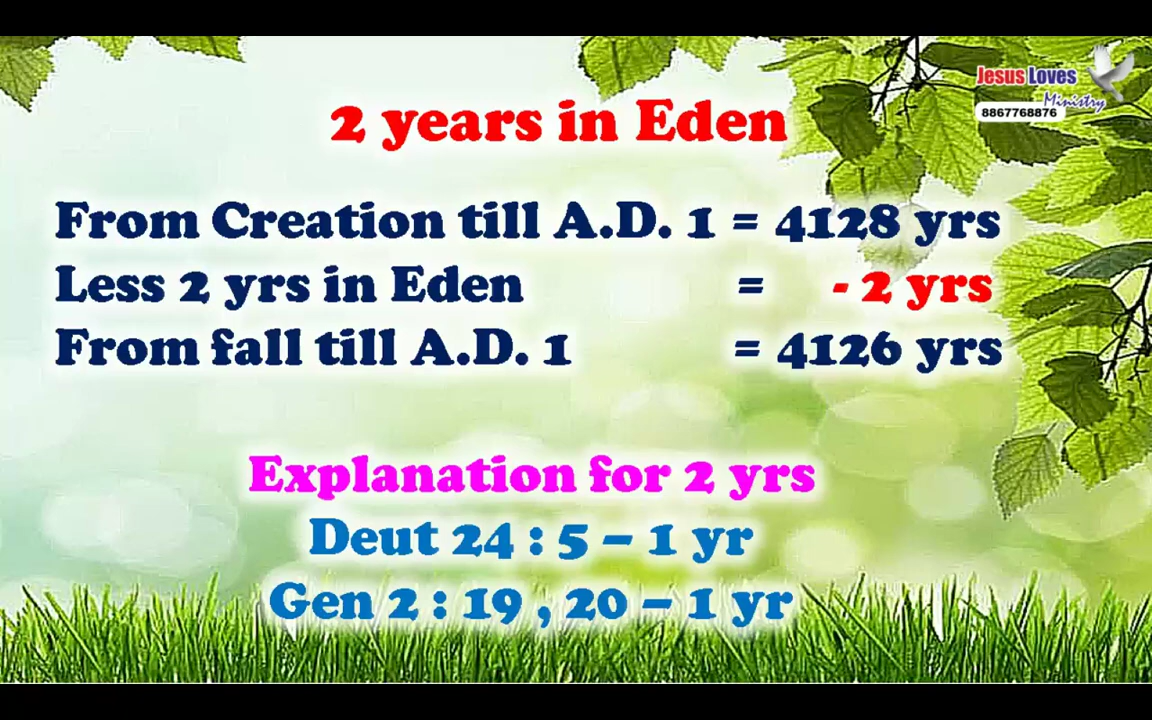 Jesus Loves
Ministry
8867768876
2 years in Eden
From Creation till A.D. 1 = 4128 yrs
Less 2 yrs in Eden = - 2 yrs
From fall till A.D. 1 = 4126 yrs
Explanation for 2 yrs
Deut 24 : 5 – 1 yr
Gen 2 : 19 , 20 – 1 yr